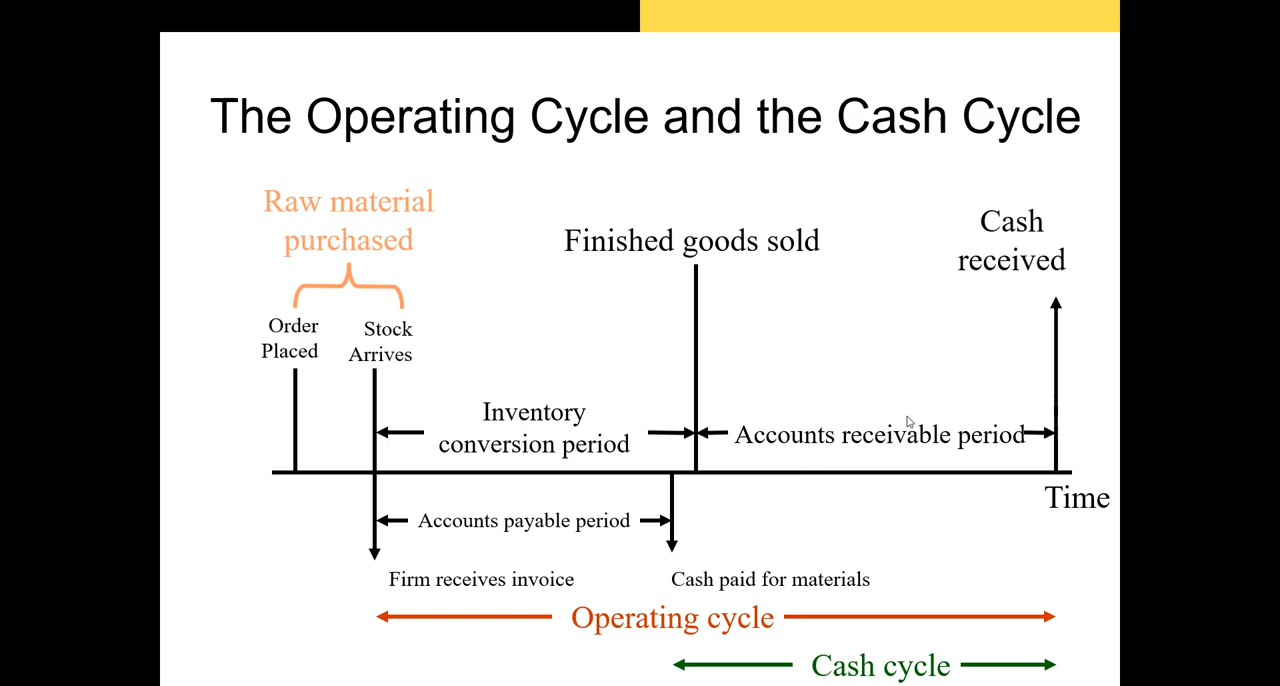 The Operating Cycle and the Cash Cycle
Raw material
purchased
Finished goods sold
Cash
received
Order
Placed
Stock
Arrives
Inventory
conversion period
Accounts receivable period
Time
Accounts payable period
Firm receives invoice
Cash paid for materials
Operating cycle
Cash cycle